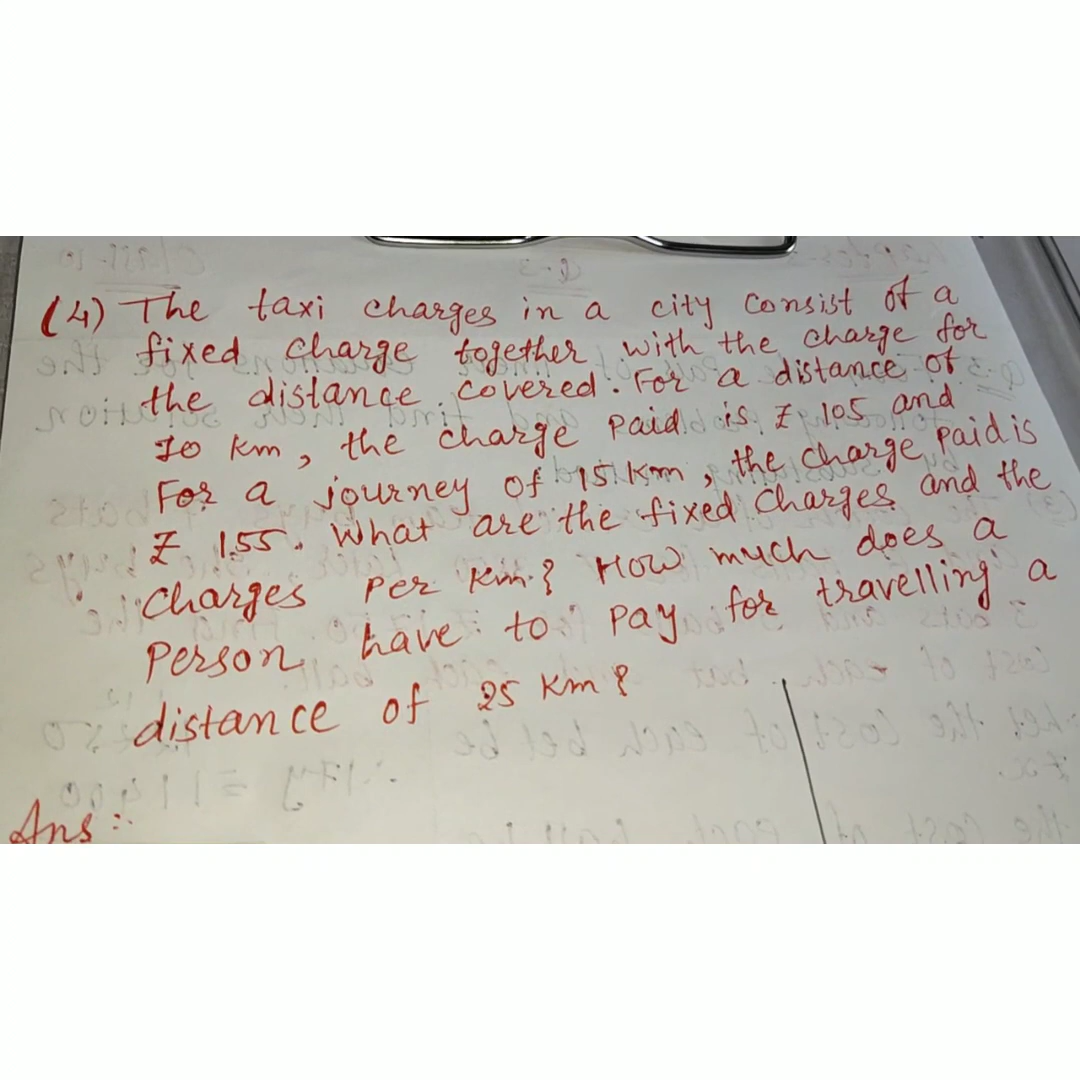 (4) The taxi charges in a city consist of a
fixed charge together with the charge for
the distance covered. For a distance of
10 km, the charge paid is ₹ 105 and
For a journey of 15 km, the charge paid is
₹ 155. What are the fixed charges and the
charges per km.? How much does a
person have to pay for travelling a
distance of 25 km?
Ans: